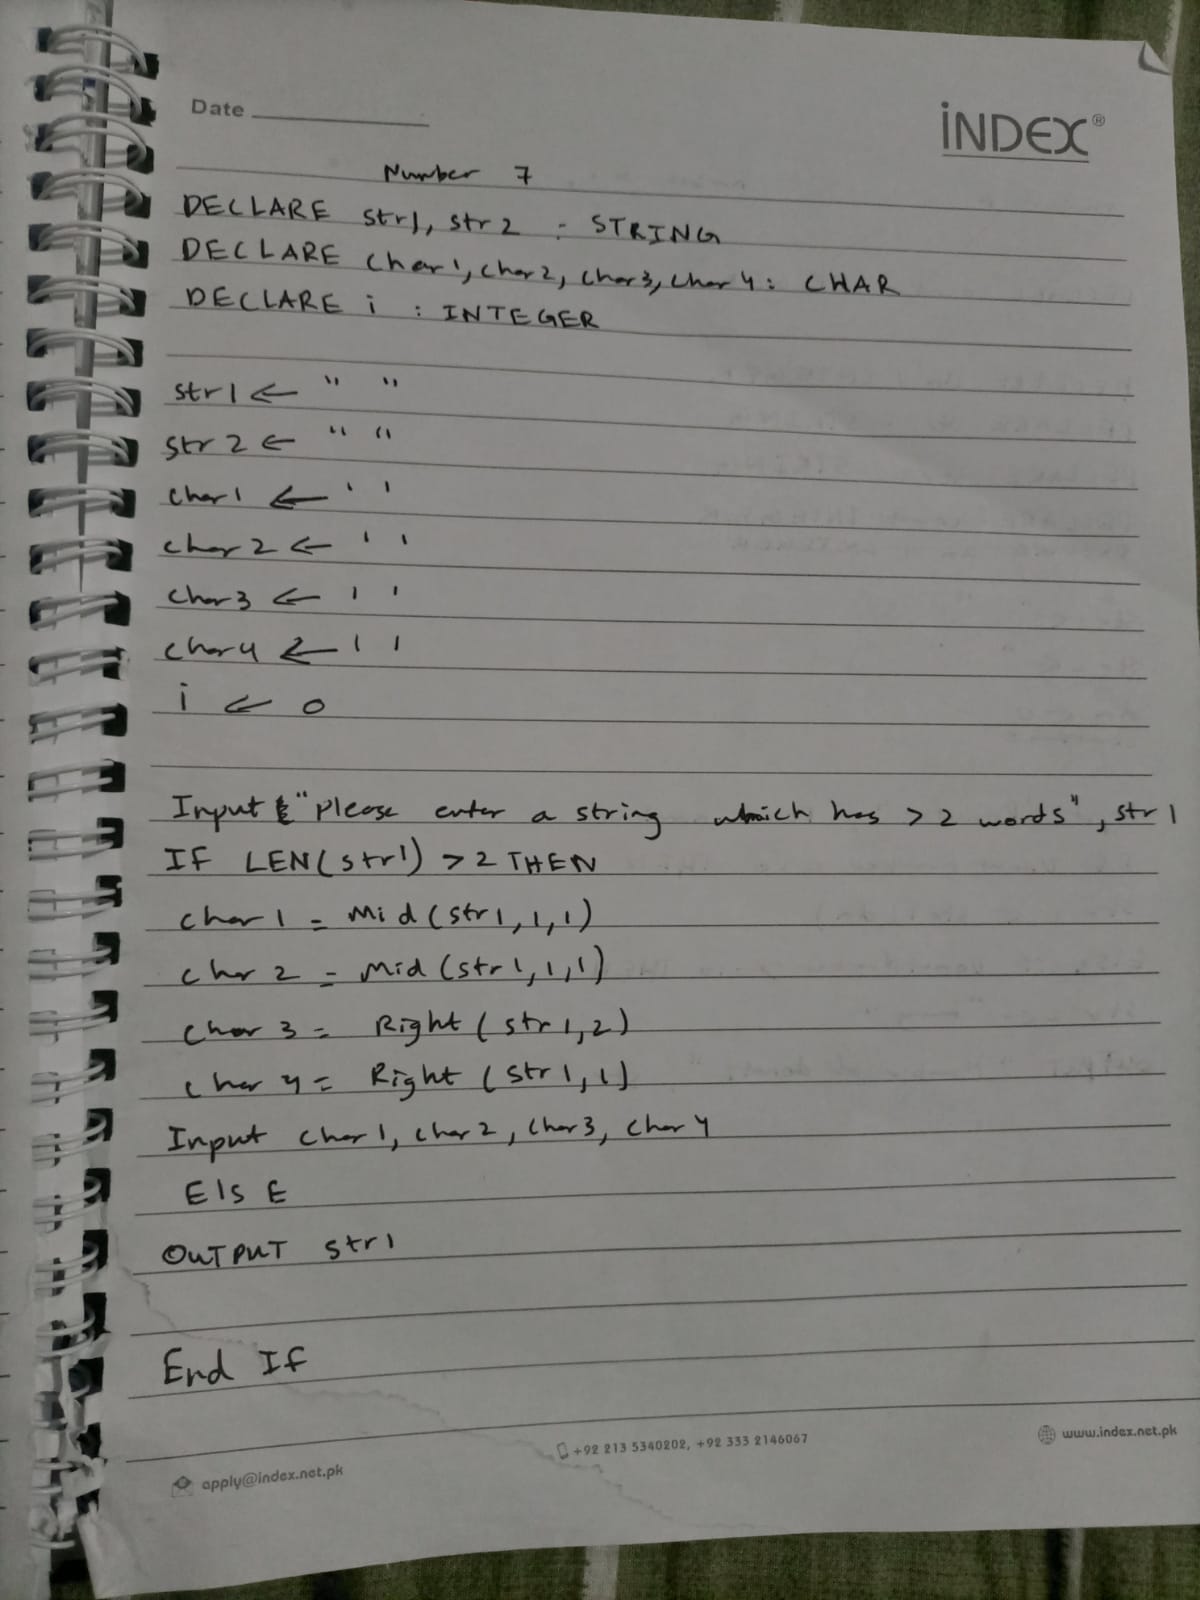 Date
INDEX®
Number 7
DECLARE str1, str2 : STRING
DECLARE char1, char2, char3, char4 : CHAR
DECLARE i : INTEGER
str1 ← " "
str2 ← " "
char1 ← ' '
char2 ← ' '
char3 ← ' '
char4 ← ' '
i ← 0
Input "Please enter a string which has > 2 words", str1
IF LEN(str1) > 2 THEN
char1 = Mid(str1,1,1)
char2 = Mid(str1,1,1)
char3 = Right(str1,2)
char4 = Right(str1,1)
Input char1, char2, char3, char4
ElsE
OUTPUT str1
End If
+92 213 5340202, +92 333 2146067
www.index.net.pk
apply@index.net.pk